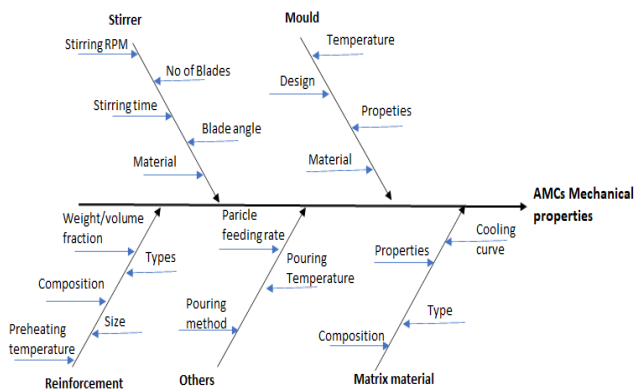 Stirrer
Mould
Stirring RPM
Temperature
No of Blades
Design
Stirring time
Propeties
Blade angle
Material
Material
AMCs Mechanical
properties
Weight/volume
fraction
Paricle
feeding rate
Cooling
curve
Types
Pouring
Temperature
Properties
Composition
Size
Pouring
method
Type
Preheating
temperature
Composition
Reinforcement
Others
Matrix material